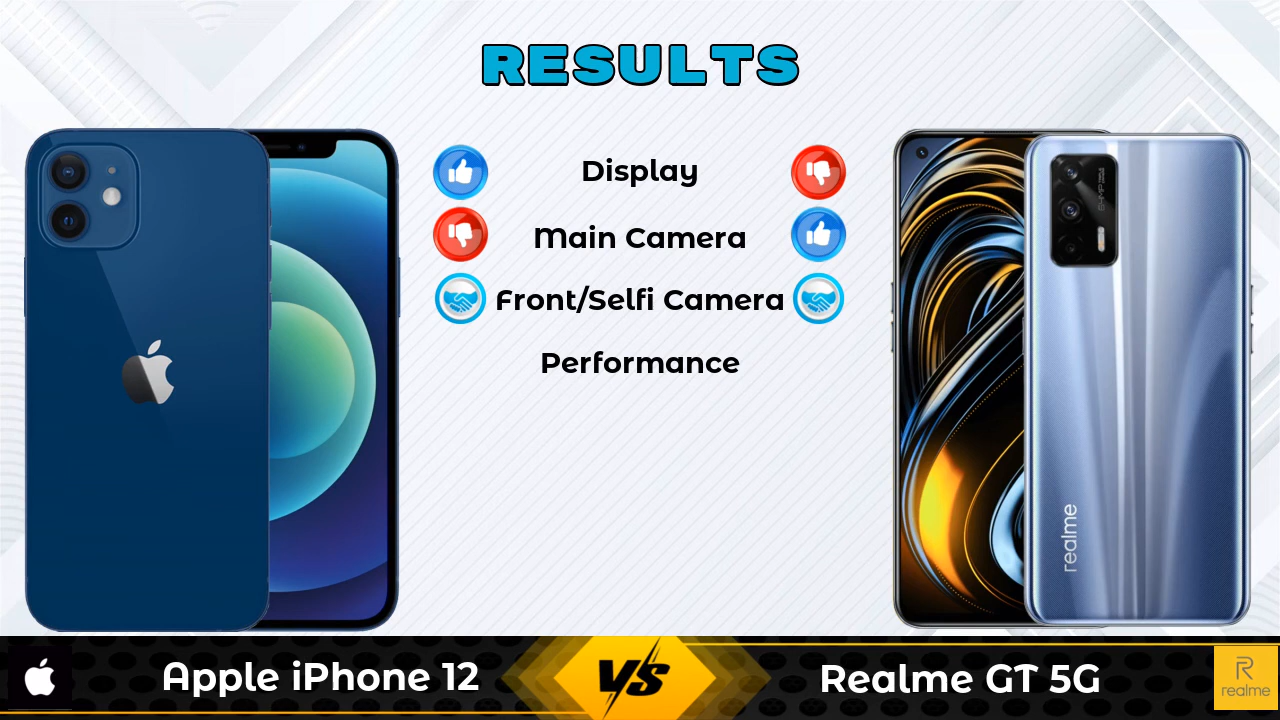 RESULTS
Display
Main Camera
Front/Selfi Camera
Performance
realme
Apple iPhone 12
VS
Realme GT 5G
R
realme